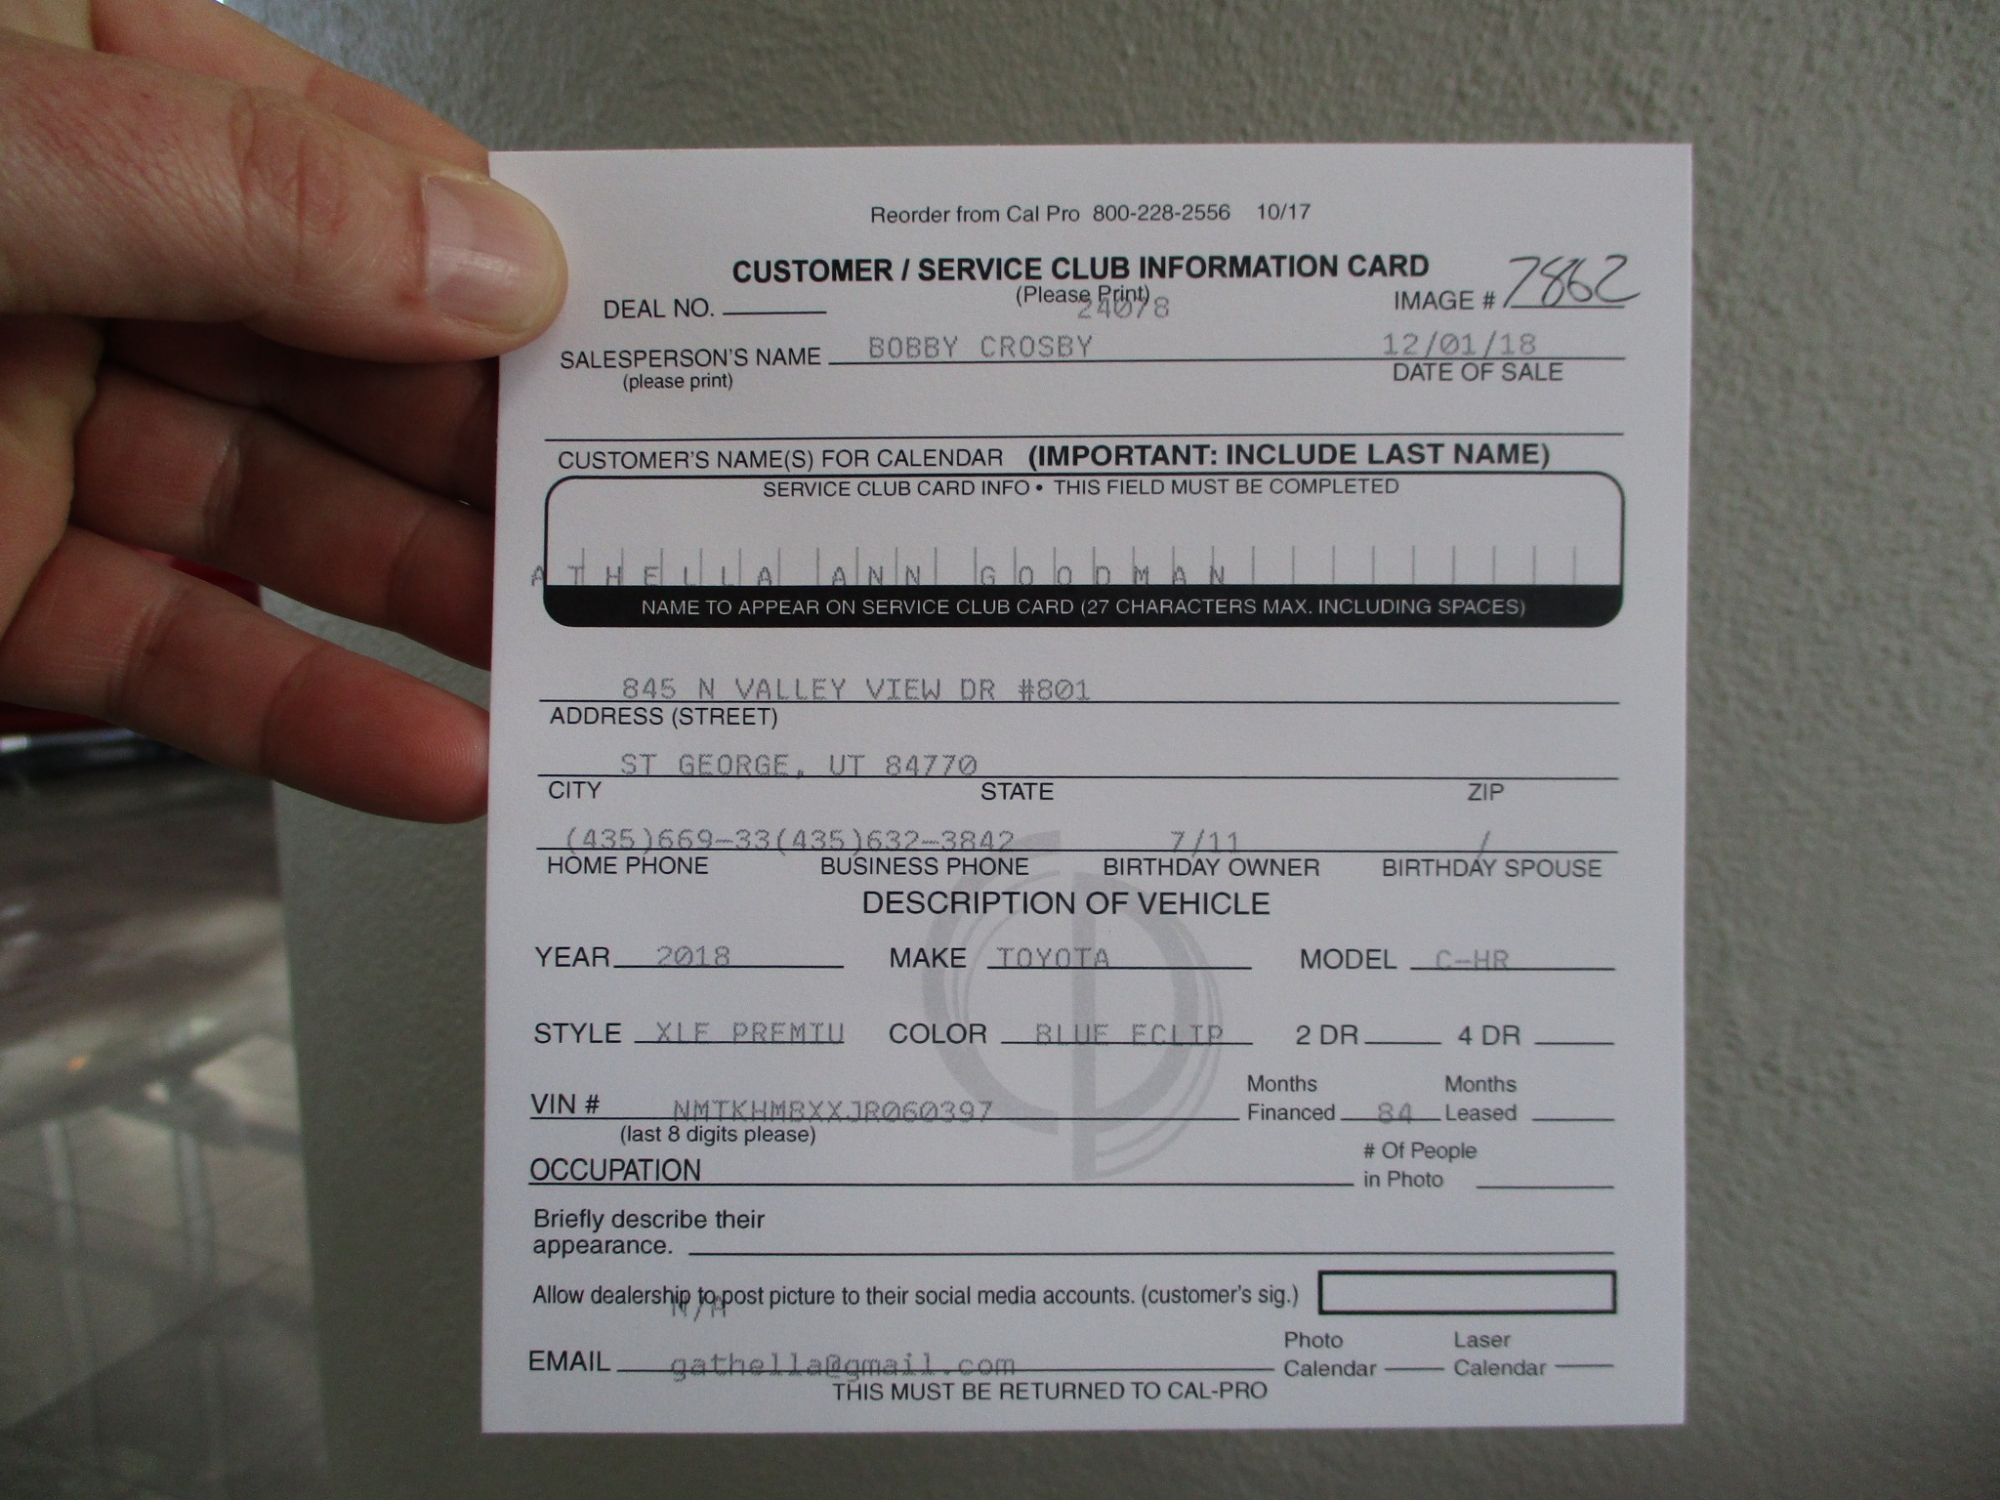 Reorder from Cal Pro 800-228-2556 10/17
CUSTOMER / SERVICE CLUB INFORMATION CARD
(Please Print)
DEAL NO. 24078 IMAGE # 7862
SALESPERSON'S NAME BOBBY CROSBY 12/01/18
(please print) DATE OF SALE
CUSTOMER'S NAME(S) FOR CALENDAR (IMPORTANT: INCLUDE LAST NAME)
SERVICE CLUB CARD INFO • THIS FIELD MUST BE COMPLETED
ATHELLA ANN GOODMAN
NAME TO APPEAR ON SERVICE CLUB CARD (27 CHARACTERS MAX. INCLUDING SPACES)
845 N VALLEY VIEW DR #801
ADDRESS (STREET)
ST GEORGE, UT 84770
CITY STATE ZIP
(435)669-33(435)632-3842 7/11 /
HOME PHONE BUSINESS PHONE BIRTHDAY OWNER BIRTHDAY SPOUSE
DESCRIPTION OF VEHICLE
YEAR 2018 MAKE TOYOTA MODEL C-HR
STYLE XLE PREMIU COLOR BLUE ECLIP 2 DR 4 DR
Months Months
VIN # NMTKHMBXXJR060397 Financed 84 Leased
(last 8 digits please)
# Of People
OCCUPATION in Photo
Briefly describe their
appearance.
Allow dealership to post picture to their social media accounts. (customer's sig.)
N/A
Photo Laser
EMAIL gathella@gmail.com Calendar Calendar
THIS MUST BE RETURNED TO CAL-PRO